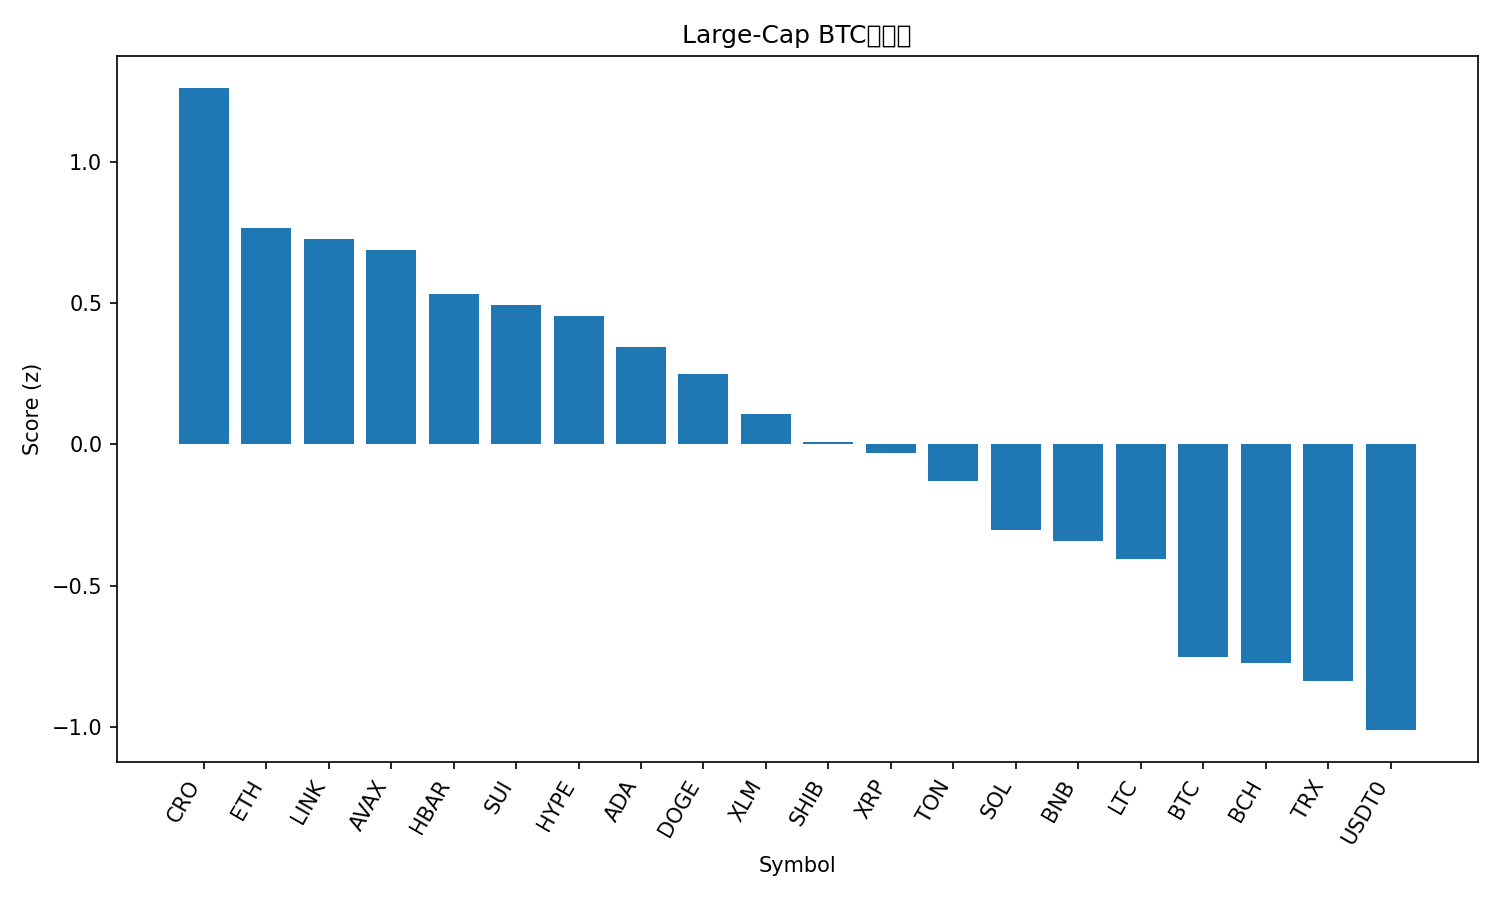 Large-Cap BTC
1.0
0.5
0.0
−0.5
−1.0
Score (z)
CRO
ETH
LINK
AVAX
HBAR
SUI
HYPE
ADA
DOGE
XLM
SHIB
XRP
TON
SOL
BNB
LTC
BTC
BCH
TRX
USDT0
Symbol